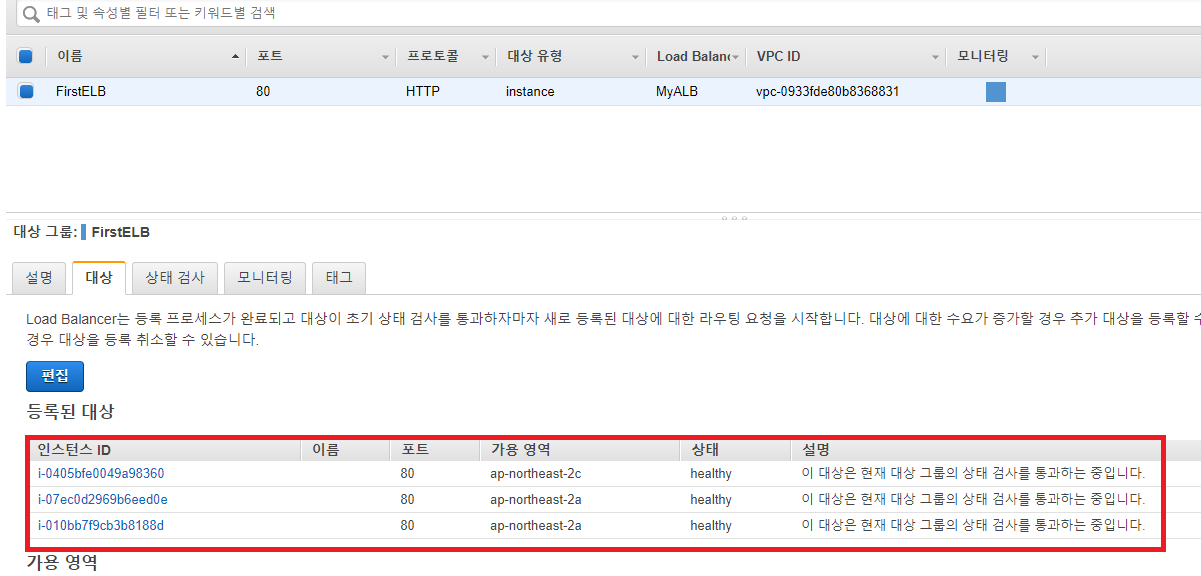 태그 및 속성별 필터 또는 키워드별 검색
이름 포트 프로토콜 대상 유형 Load Balan VPC ID 모니터링
FirstELB 80 HTTP instance MyALB vpc-0933fde80b8368831
대상 그룹: FirstELB
설명 대상 상태 검사 모니터링 태그
Load Balancer는 등록 프로세스가 완료되고 대상이 초기 상태 검사를 통과하자마자 새로 등록된 대상에 대한 라우팅 요청을 시작합니다. 대상에 대한 수요가 증가할 경우 추가 대상을 등록할 수
경우 대상을 등록 취소할 수 있습니다.
편집
등록된 대상
인스턴스 ID 이름 포트 가용 영역 상태 설명
i-0405bfe0049a98360 80 ap-northeast-2c healthy 이 대상은 현재 대상 그룹의 상태 검사를 통과하는 중입니다.
i-07ec0d2969b6eed0e 80 ap-northeast-2a healthy 이 대상은 현재 대상 그룹의 상태 검사를 통과하는 중입니다.
i-010bb7f9cb3b8188d 80 ap-northeast-2a healthy 이 대상은 현재 대상 그룹의 상태 검사를 통과하는 중입니다.
가용 영역